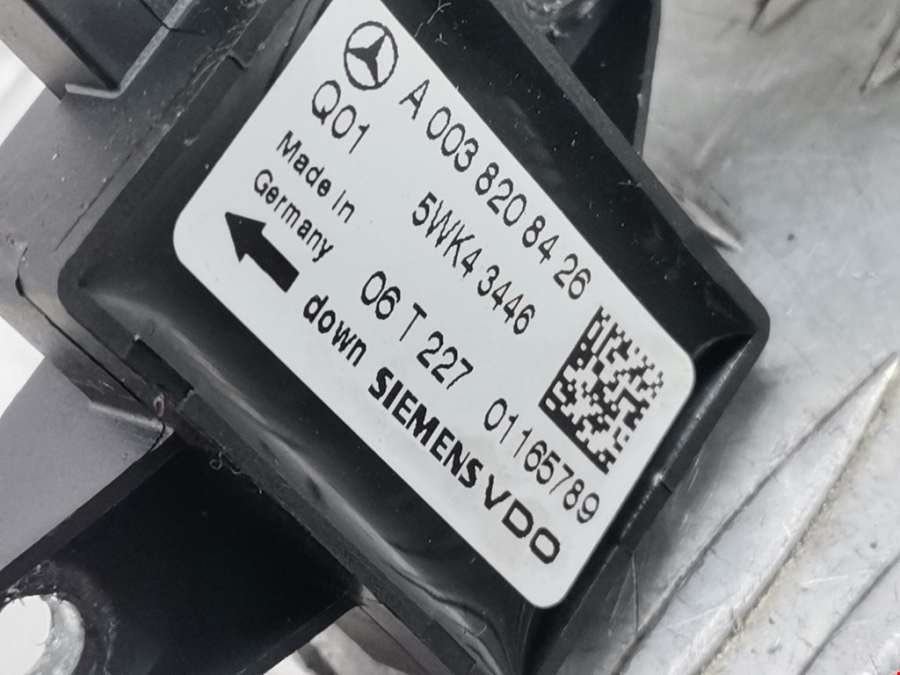 A 003 820 84 26
Q01
5WK4 3446
Made in
Germany
06 T 227
01165789
down
SIEMENS VDO